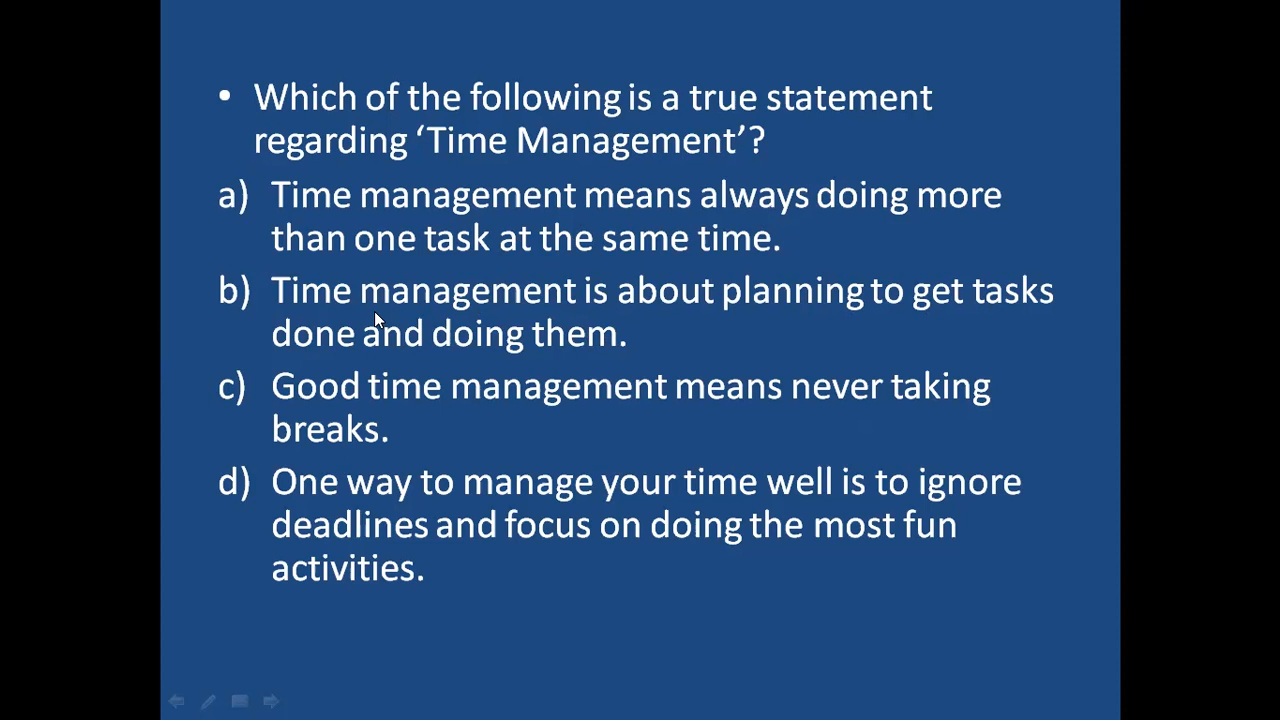 • Which of the following is a true statement
regarding ‘Time Management’?
a) Time management means always doing more
than one task at the same time.
b) Time management is about planning to get tasks
done and doing them.
c) Good time management means never taking
breaks.
d) One way to manage your time well is to ignore
deadlines and focus on doing the most fun
activities.